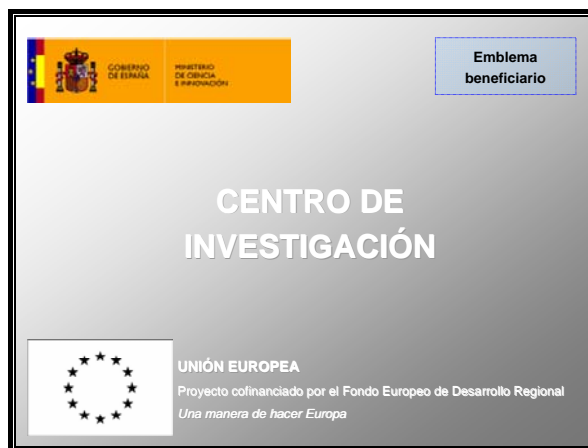 GOBIERNO
DE ESPAÑA
MINISTERIO
DE CIENCIA
E INNOVACIÓN
Emblema
beneficiario
CENTRO DE
INVESTIGACIÓN
UNIÓN EUROPEA
Proyecto cofinanciado por el Fondo Europeo de Desarrollo Regional
Una manera de hacer Europa